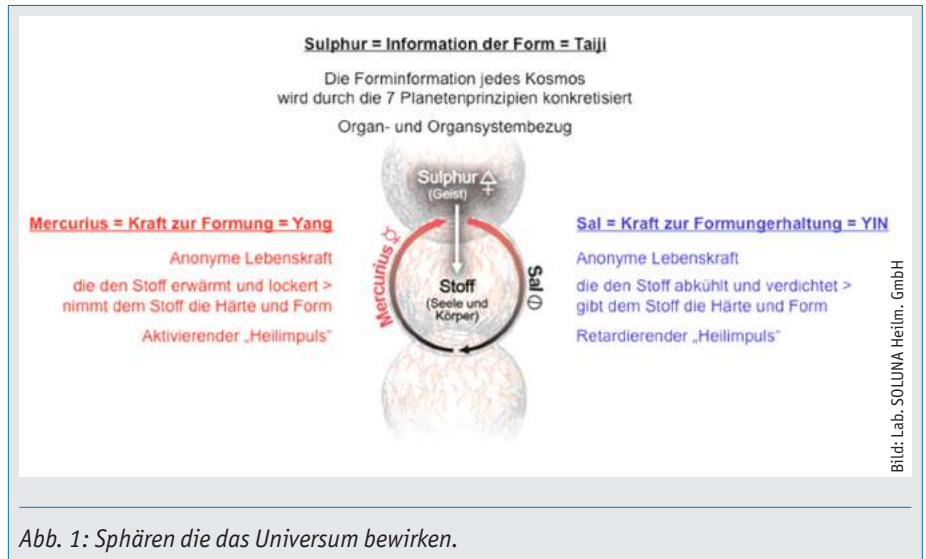 Sulphur = Information der Form = Taiji
Die Forminformation jedes Kosmos
wird durch die 7 Planetenprinzipien konkretisiert
Organ- und Organsystembezug
Sulphur
(Geist)
Mercurius = Kraft zur Formung = Yang
Anonyme Lebenskraft
die den Stoff erwärmt und lockert >
nimmt dem Stoff die Härte und Form
Aktivierender „Heilimpuls"
Mercurius
Stoff
(Seele und
Körper)
Sal
Sal = Kraft zur Formungerhaltung = YIN
Anonyme Lebenskraft
die den Stoff abkühlt und verdichtet >
gibt dem Stoff die Härte und Form
Retardierender „Heilimpuls"
Bild: Lab. SOLUNA Heilm. GmbH
Abb. 1: Sphären die das Universum bewirken.